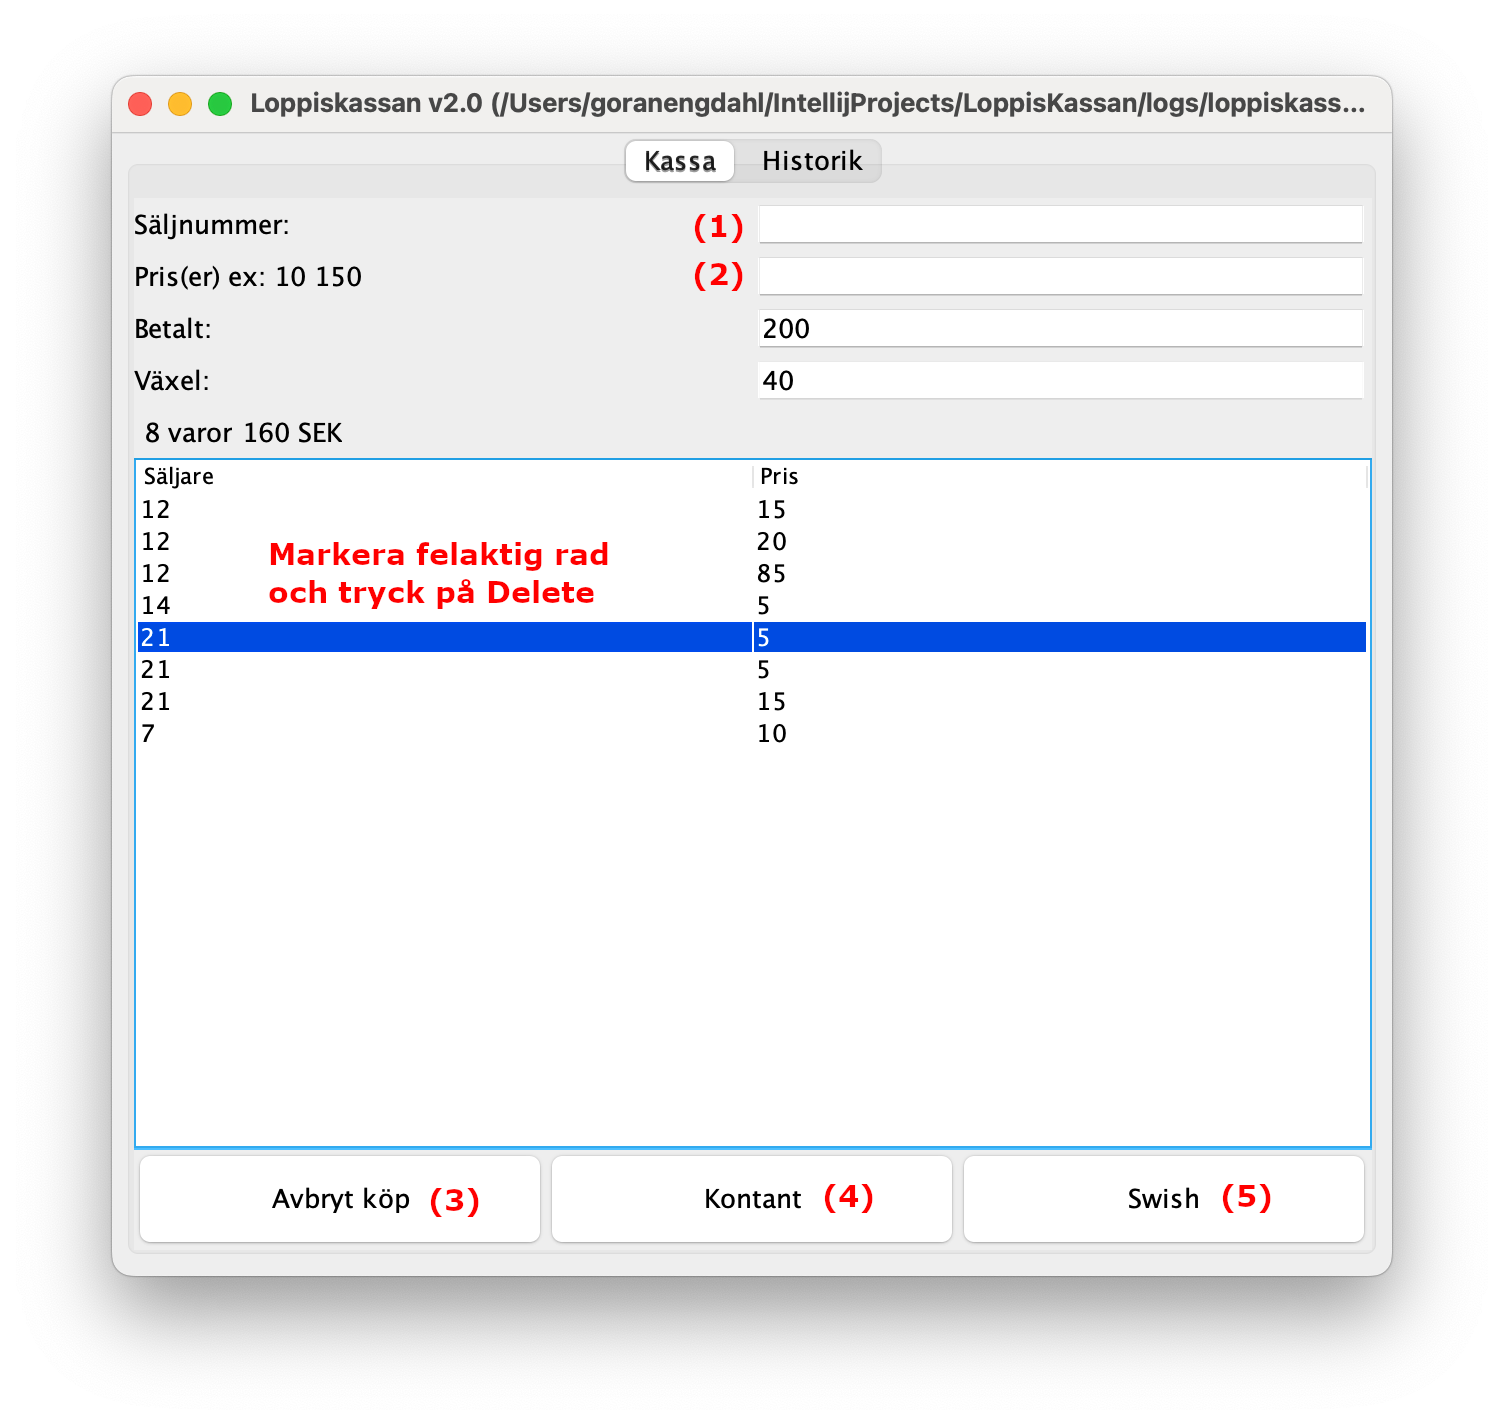 Loppiskassan v2.0 (/Users/goranengdahl/IntellijProjects/LoppisKassan/logs/loppiskass...
Kassa Historik
Säljnummer: (1)
Pris(er) ex: 10 150 (2)
Betalt: 200
Växel: 40
8 varor 160 SEK
Säljare Pris
12 15
12 20
12 85
14 5
21 5
21 5
21 15
7 10
Markera felaktig rad
och tryck på Delete
Avbryt köp (3) Kontant (4) Swish (5)